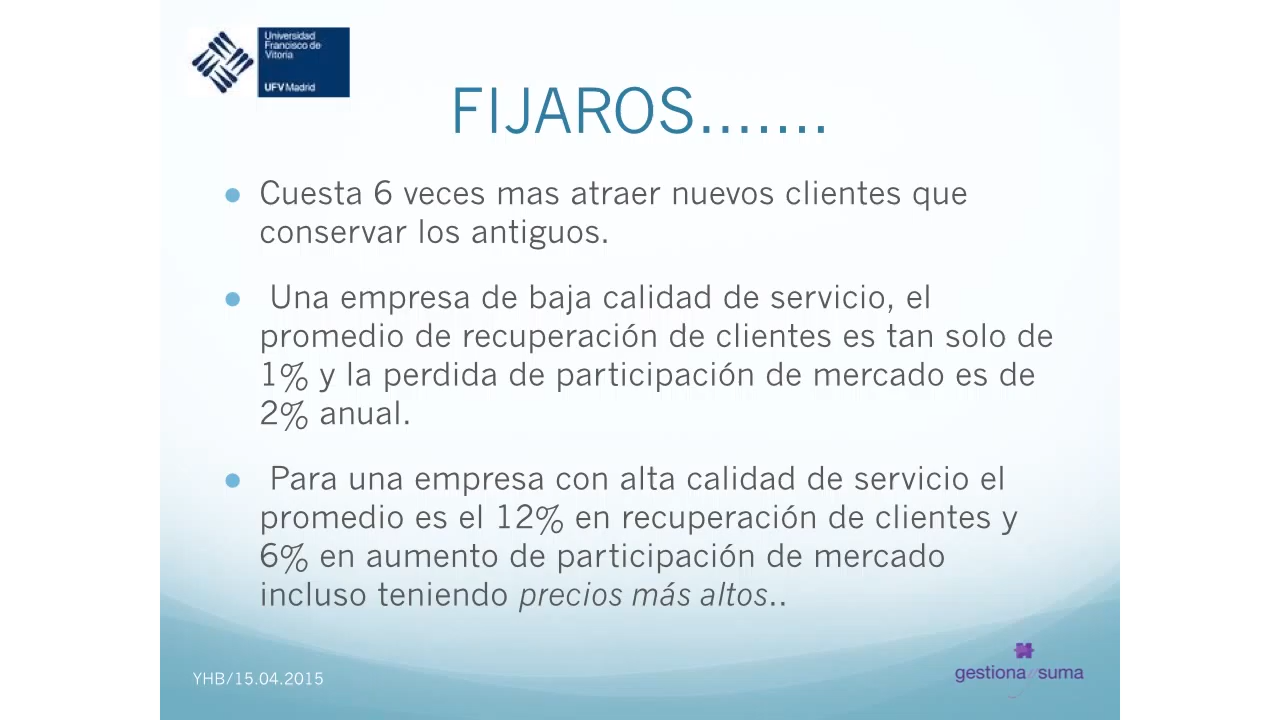 Universidad
Francisco de
Vitoria
UFV Madrid
FIJAROS.......
Cuesta 6 veces mas atraer nuevos clientes que
conservar los antiguos.
Una empresa de baja calidad de servicio, el
promedio de recuperación de clientes es tan solo de
1% y la perdida de participación de mercado es de
2% anual.
Para una empresa con alta calidad de servicio el
promedio es el 12% en recuperación de clientes y
6% en aumento de participación de mercado
incluso teniendo precios más altos..
YHB/15.04.2015
gestiona y suma